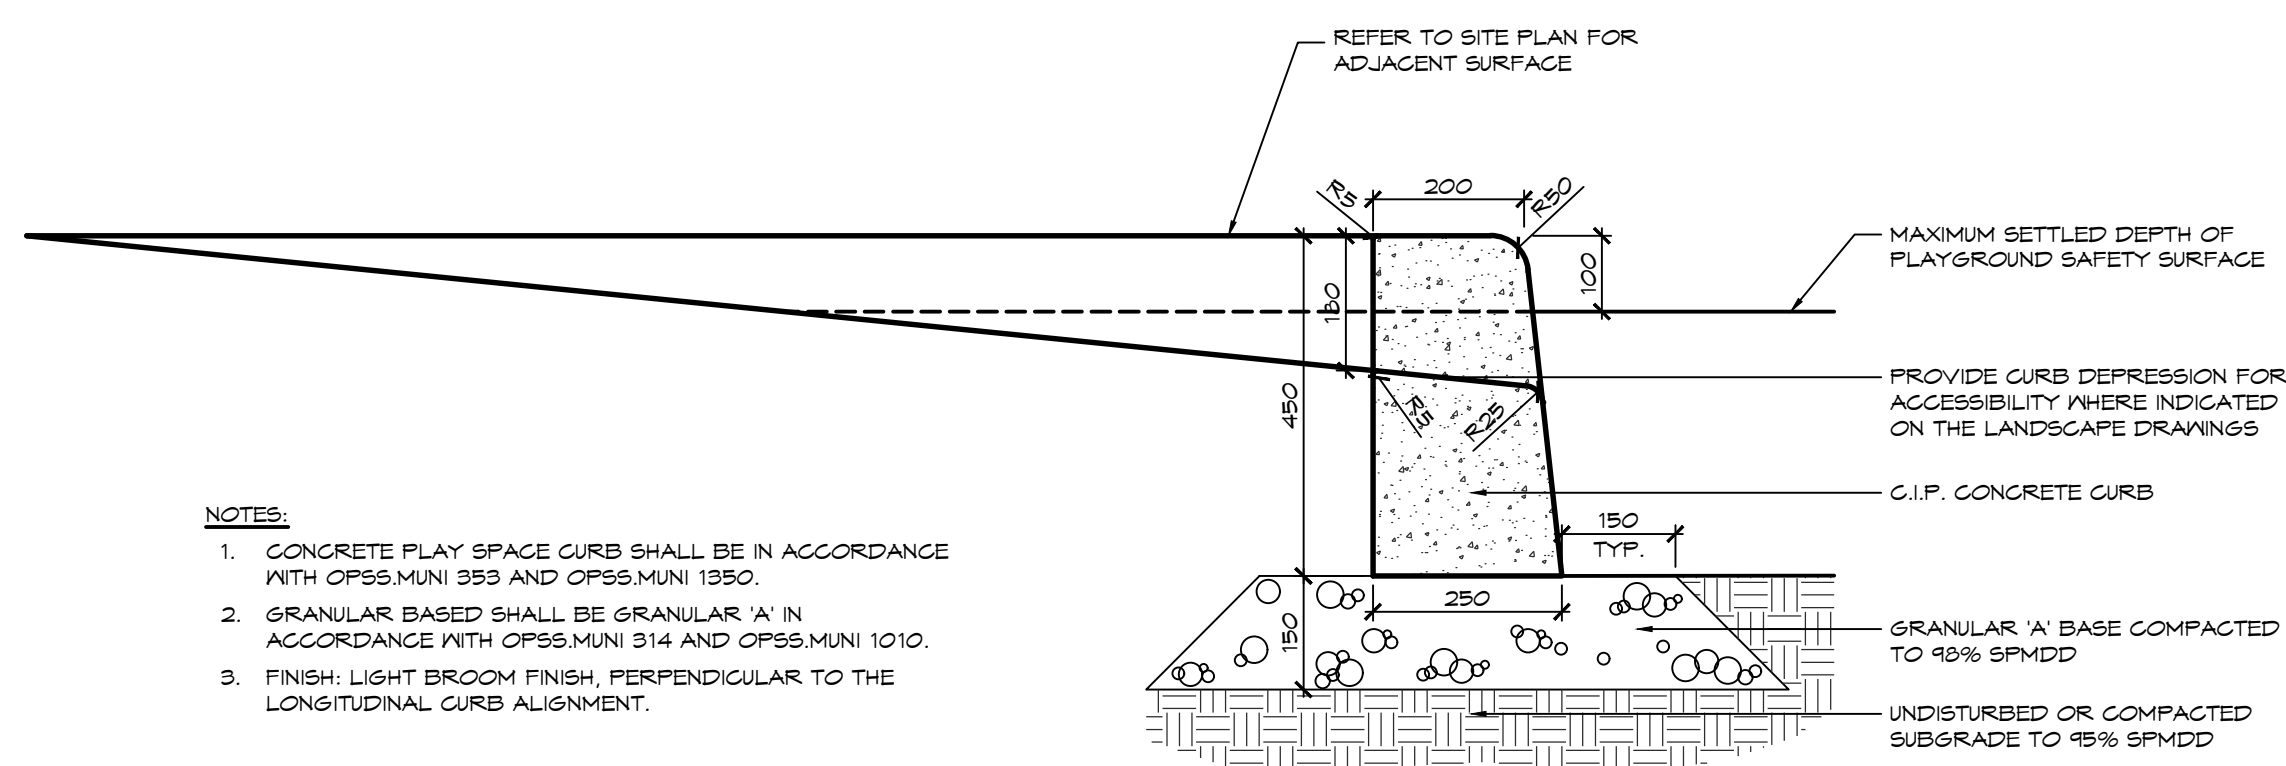 REFER TO SITE PLAN FOR
ADJACENT SURFACE
R5
200
R50
MAXIMUM SETTLED DEPTH OF
PLAYGROUND SAFETY SURFACE
100
180
PROVIDE CURB DEPRESSION FOR
ACCESSIBILITY WHERE INDICATED
ON THE LANDSCAPE DRAWINGS
450
R5
R25
C.I.P. CONCRETE CURB
150
TYP.
NOTES:
1. CONCRETE PLAY SPACE CURB SHALL BE IN ACCORDANCE
WITH OPSS.MUNI 353 AND OPSS.MUNI 1350.
2. GRANULAR BASED SHALL BE GRANULAR 'A' IN
ACCORDANCE WITH OPSS.MUNI 314 AND OPSS.MUNI 1010.
3. FINISH: LIGHT BROOM FINISH, PERPENDICULAR TO THE
LONGITUDINAL CURB ALIGNMENT.
250
150
GRANULAR 'A' BASE COMPACTED
TO 98% SPMDD
UNDISTURBED OR COMPACTED
SUBGRADE TO 95% SPMDD